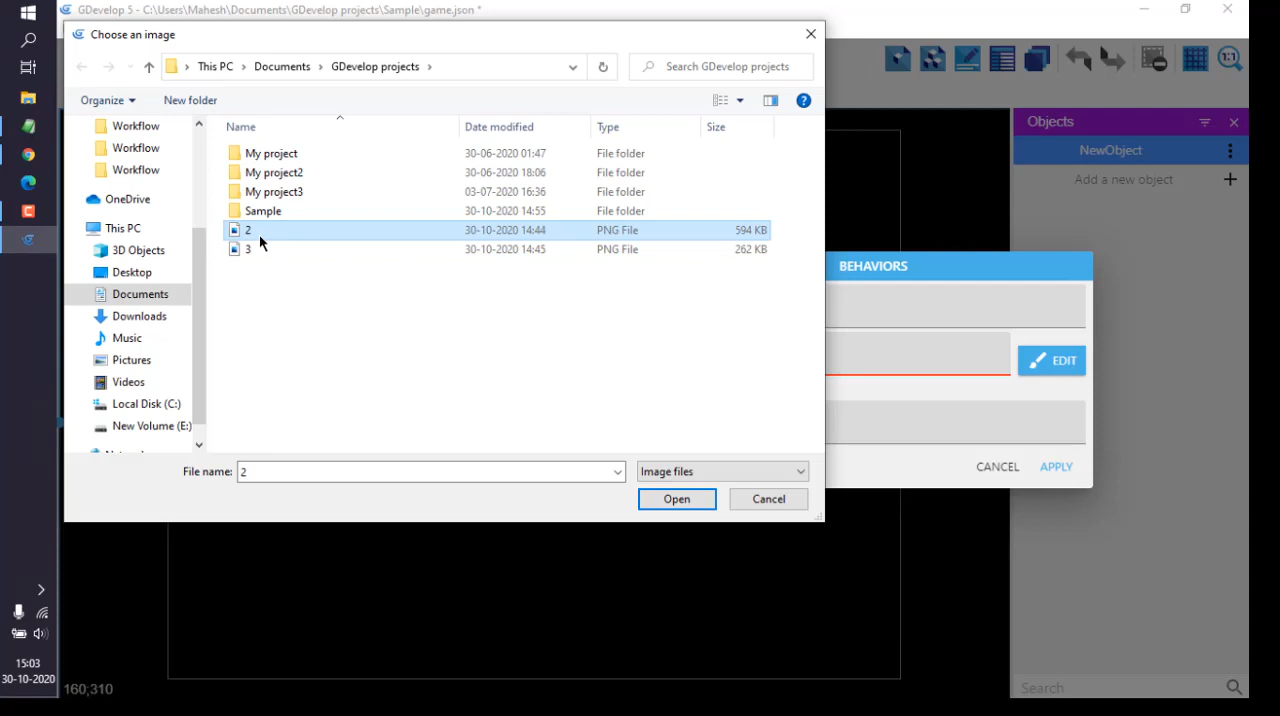 GDevelop 5 - C:\Users\Mahesh\Documents\GDevelop projects\Sample\game.json *
Choose an image
This PC > Documents > GDevelop projects >
Search GDevelop projects
Organize
New folder
Name
Date modified
Type
Size
Workflow
Workflow
Workflow
OneDrive
This PC
3D Objects
Desktop
Documents
Downloads
Music
Pictures
Videos
Local Disk (C:)
New Volume (E:)
My project 30-06-2020 01:47 File folder
My project2 30-06-2020 18:06 File folder
My project3 03-07-2020 16:36 File folder
Sample 30-10-2020 14:55 File folder
2 30-10-2020 14:44 PNG File 594 KB
3 30-10-2020 14:45 PNG File 262 KB
File name: 2
Image files
Open
Cancel
1:1
Objects
NewObject
Add a new object
BEHAVIORS
EDIT
CANCEL
APPLY
Search
160;310
15:03
30-10-2020